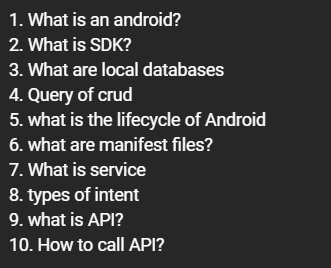 1. What is an android?
2. What is SDK?
3. What are local databases
4. Query of crud
5. what is the lifecycle of Android
6. what are manifest files?
7. What is service
8. types of intent
9. what is API?
10. How to call API?